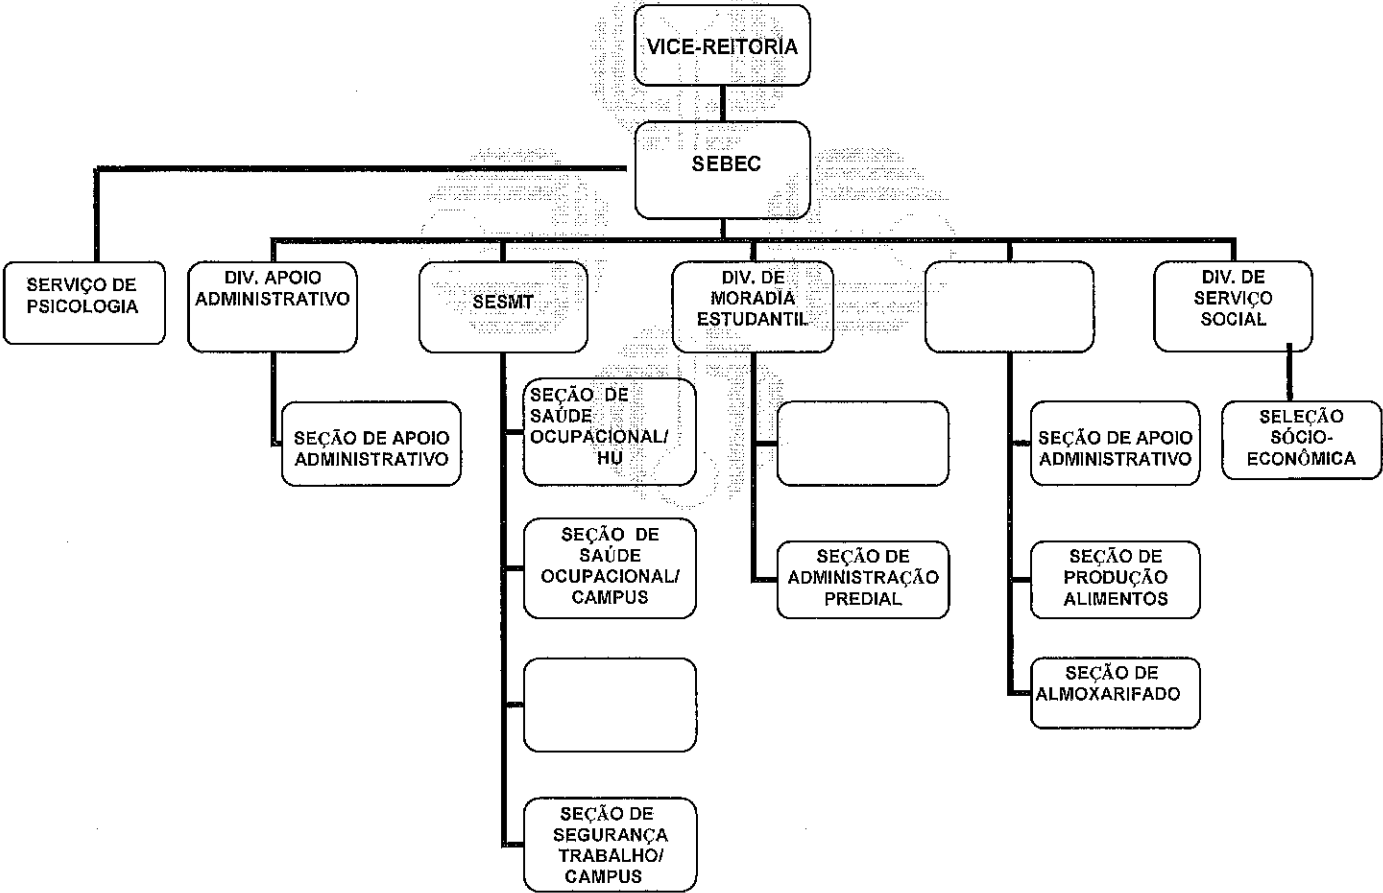 VICE-REITORIA
SEBEC
SERVIÇO DE
PSICOLOGIA
DIV. APOIO
ADMINISTRATIVO
SESMT
DIV. DE
MORADIA
ESTUDANTIL
DIV. DE
SERVIÇO
SOCIAL
SEÇÃO DE APOIO
ADMINISTRATIVO
SEÇÃO DE
SAÚDE
OCUPACIONAL/
HU
SEÇÃO DE APOIO
ADMINISTRATIVO
SELEÇÃO
SÓCIO-
ECONÔMICA
SEÇÃO DE
SAÚDE
OCUPACIONAL/
CAMPUS
SEÇÃO DE
ADMINISTRAÇÃO
PREDIAL
SEÇÃO DE
PRODUÇÃO
ALIMENTOS
SEÇÃO DE
ALMOXARIFADO
SEÇÃO DE
SEGURANÇA
TRABALHO/
CAMPUS